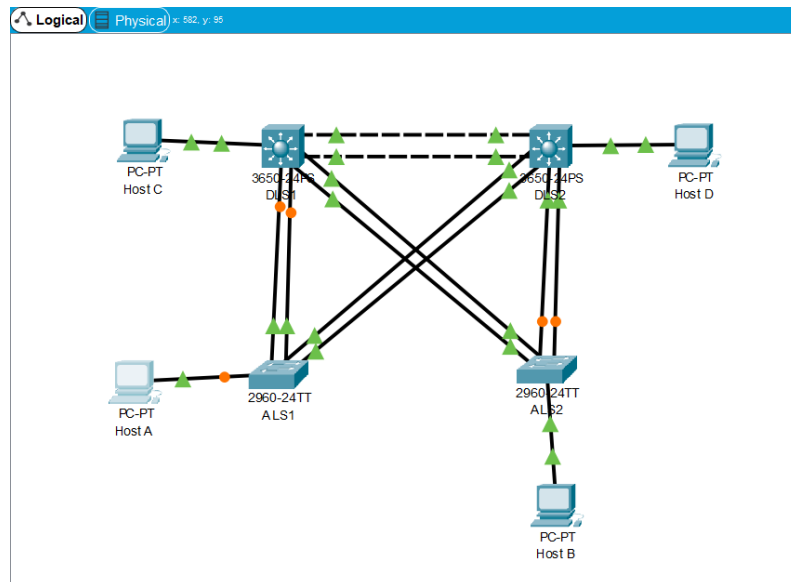 Logical
Physical x: 582, y: 95
PC-PT
Host C
3650-24PS
DLS1
3650-24PS
DLS2
PC-PT
Host D
PC-PT
Host A
2960-24TT
ALS1
2960-24TT
ALS2
PC-PT
Host B